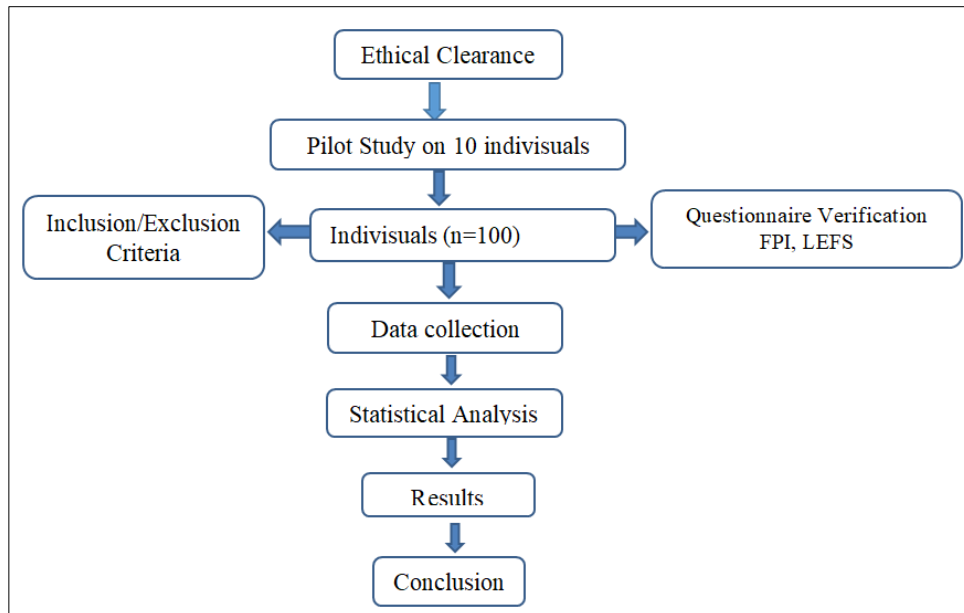 Ethical Clearance
Pilot Study on 10 indivisuals
Inclusion/Exclusion
Criteria
Indivisuals (n=100)
Questionnaire Verification
FPI, LEFS
Data collection
Statistical Analysis
Results
Conclusion